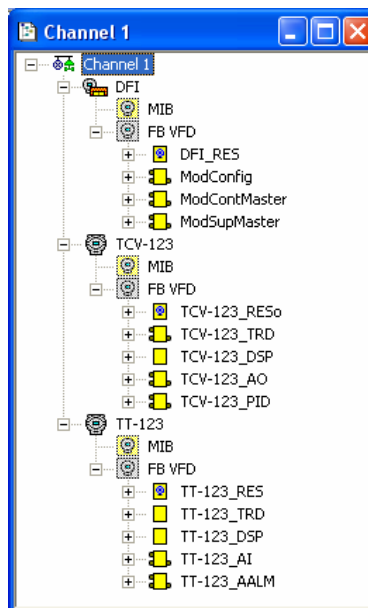 Channel 1
Channel 1
DFI
MIB
FB VFD
DFI_RES
ModConfig
ModContMaster
ModSupMaster
TCV-123
MIB
FB VFD
TCV-123_RESo
TCV-123_TRD
TCV-123_DSP
TCV-123_AO
TCV-123_PID
TT-123
MIB
FB VFD
TT-123_RES
TT-123_TRD
TT-123_DSP
TT-123_AI
TT-123_AALM